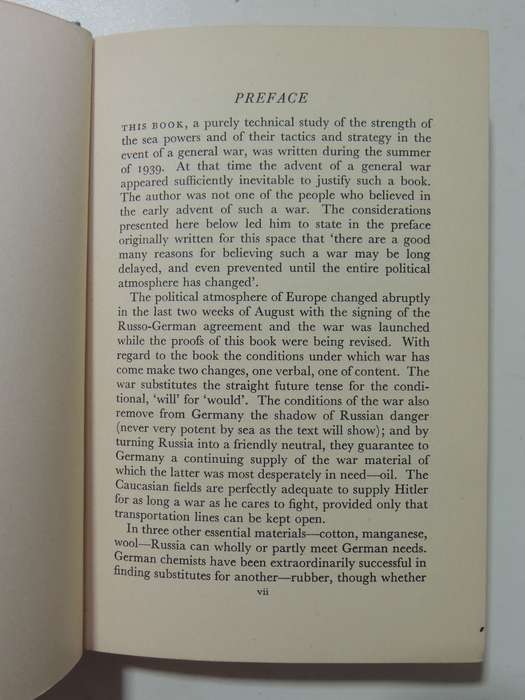 PREFACE
THIS BOOK, a purely technical study of the strength of
the sea powers and of their tactics and strategy in the
event of a general war, was written during the summer
of 1939. At that time the advent of a general war
appeared sufficiently inevitable to justify such a book.
The author was not one of the people who believed in
the early advent of such a war. The considerations
presented here below led him to state in the preface
originally written for this space that ‘there are a good
many reasons for believing such a war may be long
delayed, and even prevented until the entire political
atmosphere has changed’.
The political atmosphere of Europe changed abruptly
in the last two weeks of August with the signing of the
Russo-German agreement and the war was launched
while the proofs of this book were being revised. With
regard to the book the conditions under which war has
come make two changes, one verbal, one of content. The
war substitutes the straight future tense for the condi-
tional, ‘will’ for ‘would’. The conditions of the war also
remove from Germany the shadow of Russian danger
(never very potent by sea as the text will show); and by
turning Russia into a friendly neutral, they guarantee to
Germany a continuing supply of the war material of
which the latter was most desperately in need—oil. The
Caucasian fields are perfectly adequate to supply Hitler
for as long a war as he cares to fight, provided only that
transportation lines can be kept open.
In three other essential materials—cotton, manganese,
wool—Russia can wholly or partly meet German needs.
German chemists have been extraordinarily successful in
finding substitutes for another—rubber, though whether
vii